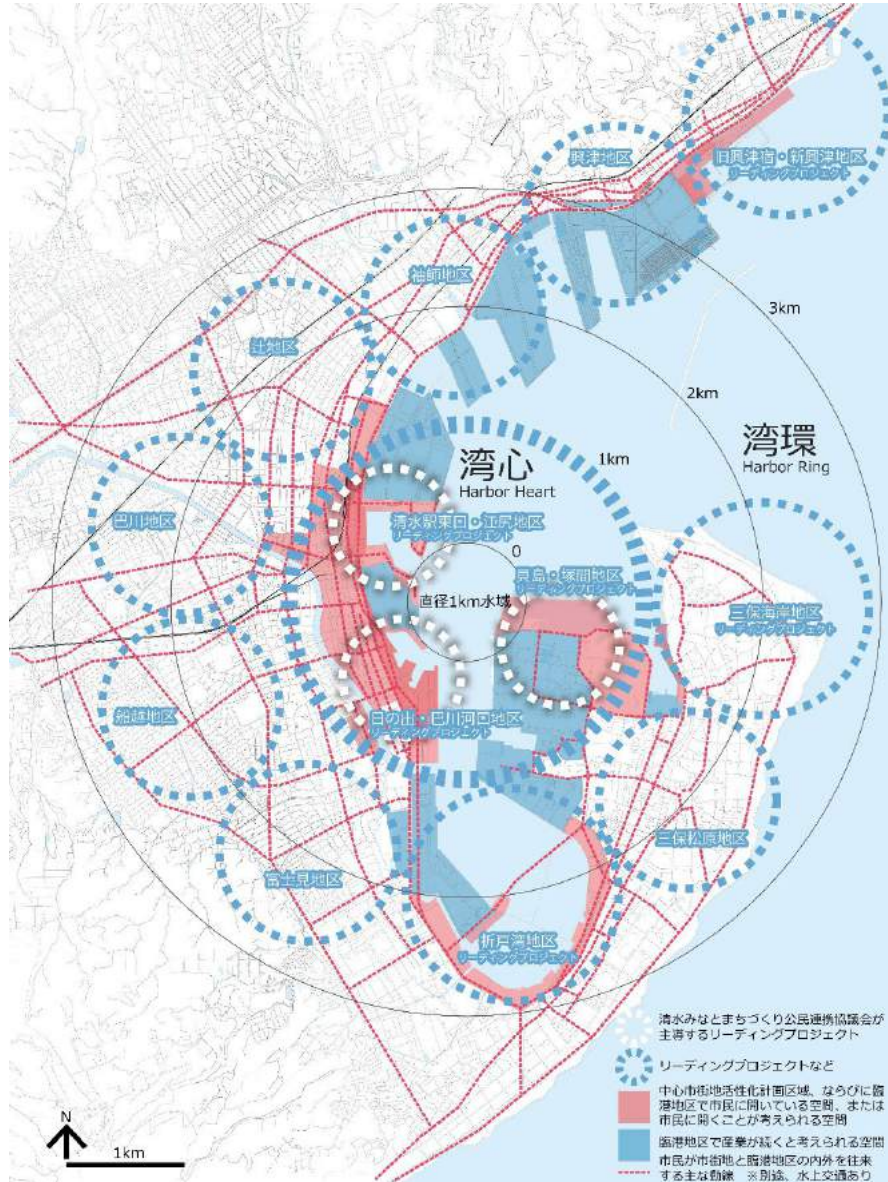 興津地区
旧興津宿・新興津地区
リーディングプロジェクト
袖師地区
辻地区
3km
2km
湾心
Harbor Heart
1km
湾環
Harbor Ring
巴川地区
清水駅東口・江尻地区
リーディングプロジェクト
0
貝島・塚間地区
リーディングプロジェクト
直径1km水域
三保海岸地区
リーディングプロジェクト
船越地区
日の出・巴川河口地区
リーディングプロジェクト
三保松原地区
富士見地区
折戸湾地区
リーディングプロジェクト
清水みなとまちづくり公民連携協議会が
主導するリーディングプロジェクト
リーディングプロジェクトなど
中心市街地活性化計画区域、ならびに臨
港地区で市民に開いている空間、または
市民に開くことが考えられる空間
臨港地区で産業が続くと考えられる空間
市民が市街地と臨港地区の内外を往来
する主な動線 ※別途、水上交通あり
N
1km